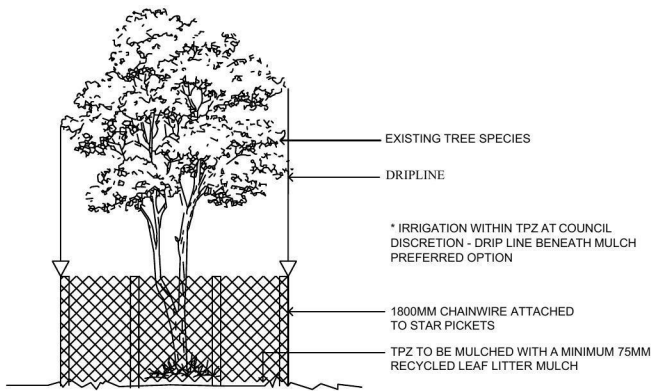 EXISTING TREE SPECIES
DRIPLINE
* IRRIGATION WITHIN TPZ AT COUNCIL
DISCRETION - DRIP LINE BENEATH MULCH
PREFERRED OPTION
1800MM CHAINWIRE ATTACHED
TO STAR PICKETS
TPZ TO BE MULCHED WITH A MINIMUM 75MM
RECYCLED LEAF LITTER MULCH